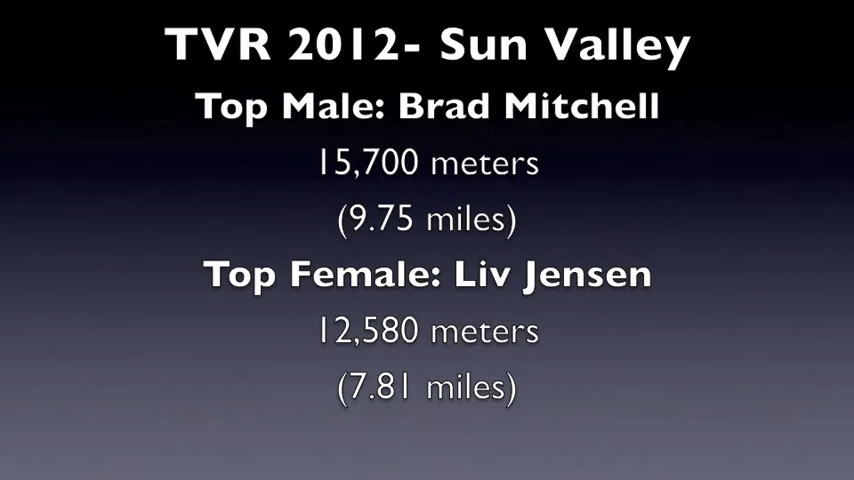 TVR 2012- Sun Valley
Top Male: Brad Mitchell
15,700 meters
(9.75 miles)
Top Female: Liv Jensen
12,580 meters
(7.81 miles)